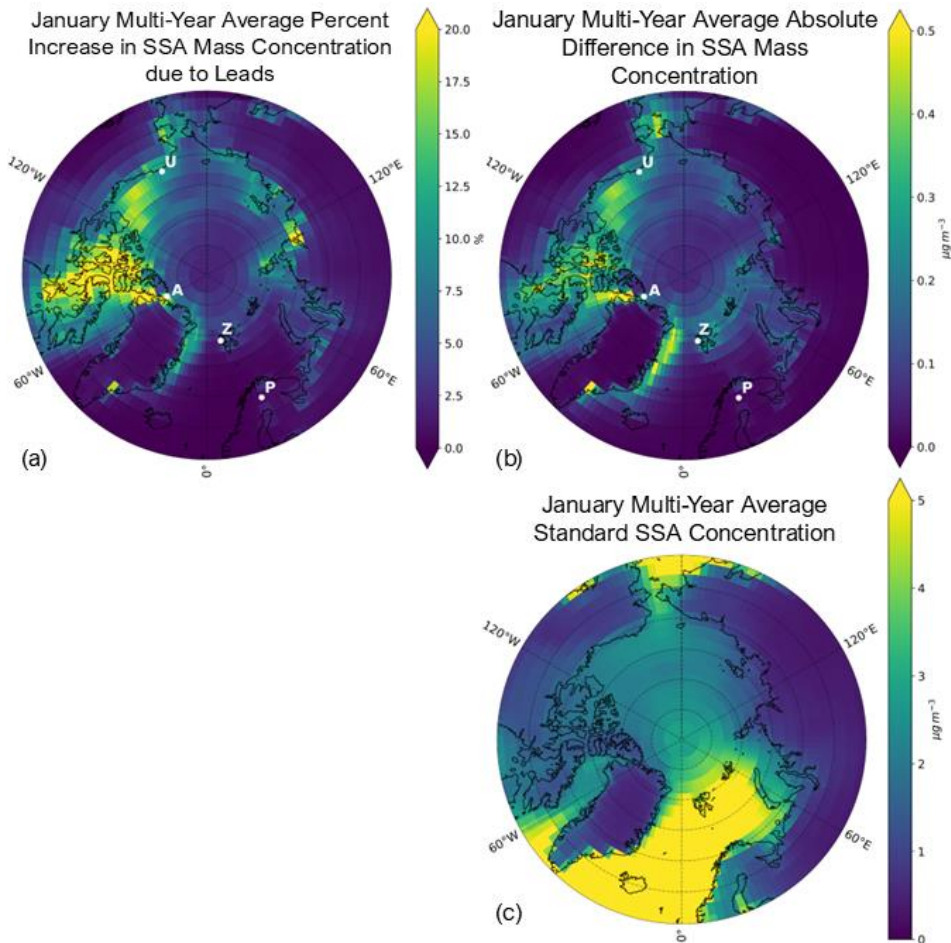 January Multi-Year Average Percent
Increase in SSA Mass Concentration
due to Leads
20.0
17.5
15.0
12.5
10.0
7.5
5.0
2.5
0.0
%
120°W
120°E
60°W
60°E
0°
U
A
Z
P
(a)
January Multi-Year Average Absolute
Difference in SSA Mass
Concentration
0.5
0.4
0.3
0.2
0.1
0.0
μg m⁻³
120°W
120°E
60°W
60°E
0°
U
A
Z
P
(b)
January Multi-Year Average
Standard SSA Concentration
5
4
3
2
1
0
μg m⁻³
120°W
120°E
60°W
60°E
0°
(c)